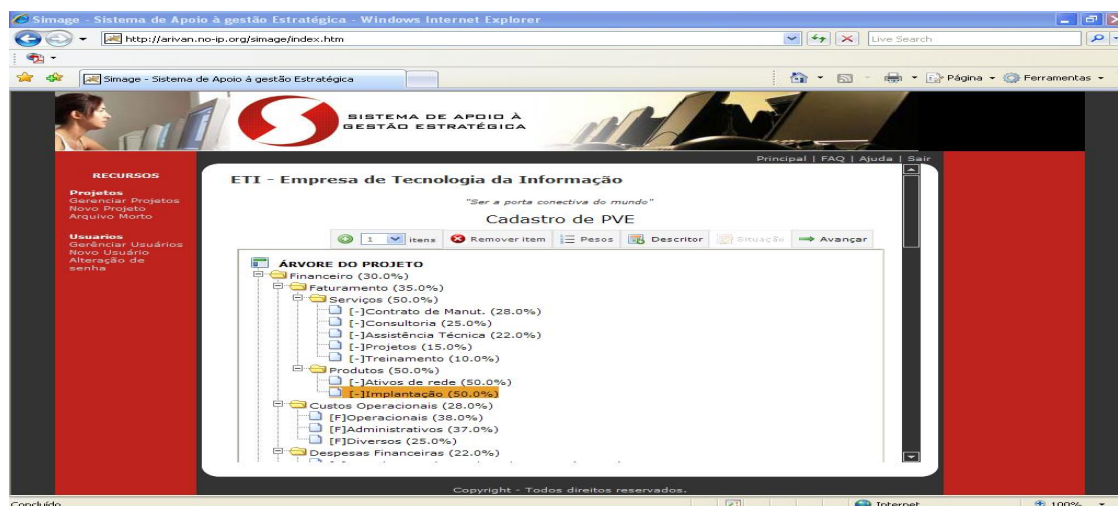 Simage - Sistema de Apoio à gestão Estratégica - Windows Internet Explorer
http://arivan.no-ip.org/simage/index.htm
Live Search
Simage - Sistema de Apoio à gestão Estratégica
Página
Ferramentas
SISTEMA DE APOIO À
GESTÃO ESTRATÉGICA
Principal | FAQ | Ajuda | Sair
RECURSOS
Projetos
Gerenciar Projetos
Novo Projeto
Arquivo Morto
Usuarios
Gerênciar Usuários
Novo Usuário
Alteração de
senha
ETI - Empresa de Tecnologia da Informação
"Ser a porta conectiva do mundo"
Cadastro de PVE
1 itens Remover item Pesos Descritor Situação Avançar
ÁRVORE DO PROJETO
Financeiro (30.0%)
Faturamento (35.0%)
Serviços (50.0%)
[-]Contrato de Manut. (28.0%)
[-]Consultoria (25.0%)
[-]Assistência Técnica (22.0%)
[-]Projetos (15.0%)
[-]Treinamento (10.0%)
Produtos (50.0%)
[-]Ativos de rede (50.0%)
[-]Implantação (50.0%)
Custos Operacionais (28.0%)
[F]Operacionais (38.0%)
[F]Administrativos (37.0%)
[F]Diversos (25.0%)
Despesas Financeiras (22.0%)
Copyright - Todos direitos reservados.
Concluído
Internet
100%